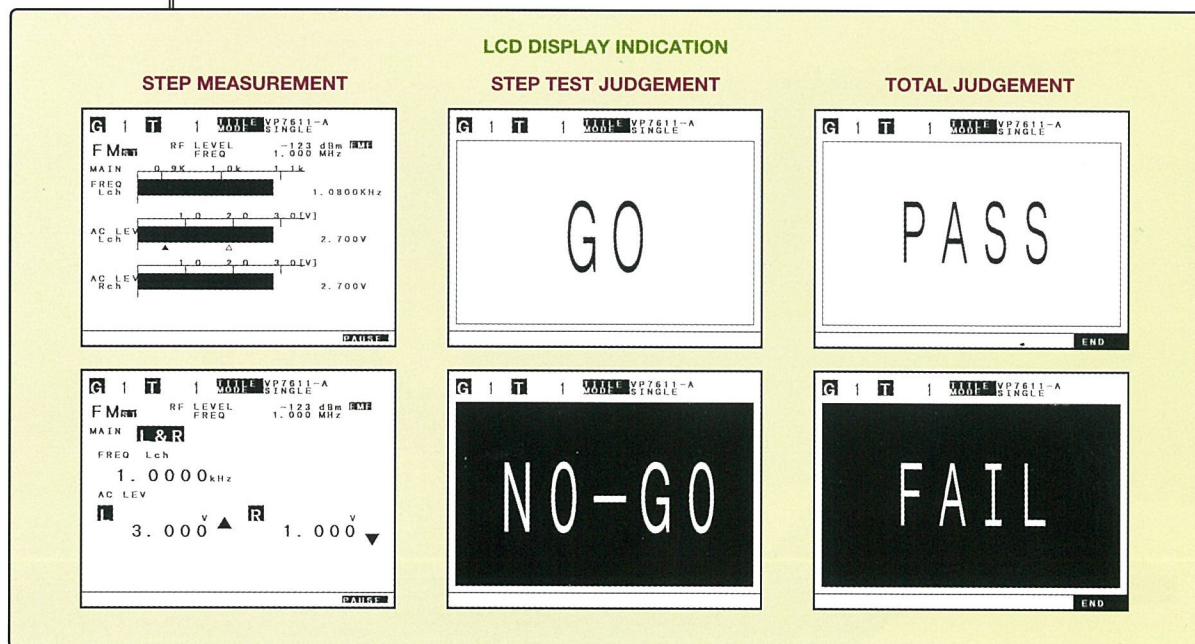 LCD DISPLAY INDICATION
STEP MEASUREMENT
STEP TEST JUDGEMENT
TOTAL JUDGEMENT
G 1 T 1 TITLE VP7611-A
MODE SINGLE
FM ST RF LEVEL -123 dBm EMF
FREQ 1.000 MHz
MAIN 0.9K 1.0k 1.1k
FREQ
Lch 1.0800KHz
1.0 2.0 3.0[V]
AC LEV
Lch 2.700V
1.0 2.0 3.0[V]
AC LEV
Rch 2.700V
PAUSE
G 1 T 1 TITLE VP7611-A
MODE SINGLE
GO
G 1 T 1 TITLE VP7611-A
MODE SINGLE
PASS
END
G 1 T 1 TITLE VP7611-A
MODE SINGLE
FM ST RF LEVEL -123 dBm EMF
FREQ 1.000 MHz
MAIN L&R
FREQ Lch
1.0000kHz
AC LEV
L 3.000 V ▲ R 1.000 V ▼
PAUSE
G 1 T 1 TITLE VP7611-A
MODE SINGLE
NO-GO
G 1 T 1 TITLE VP7611-A
MODE SINGLE
FAIL
END